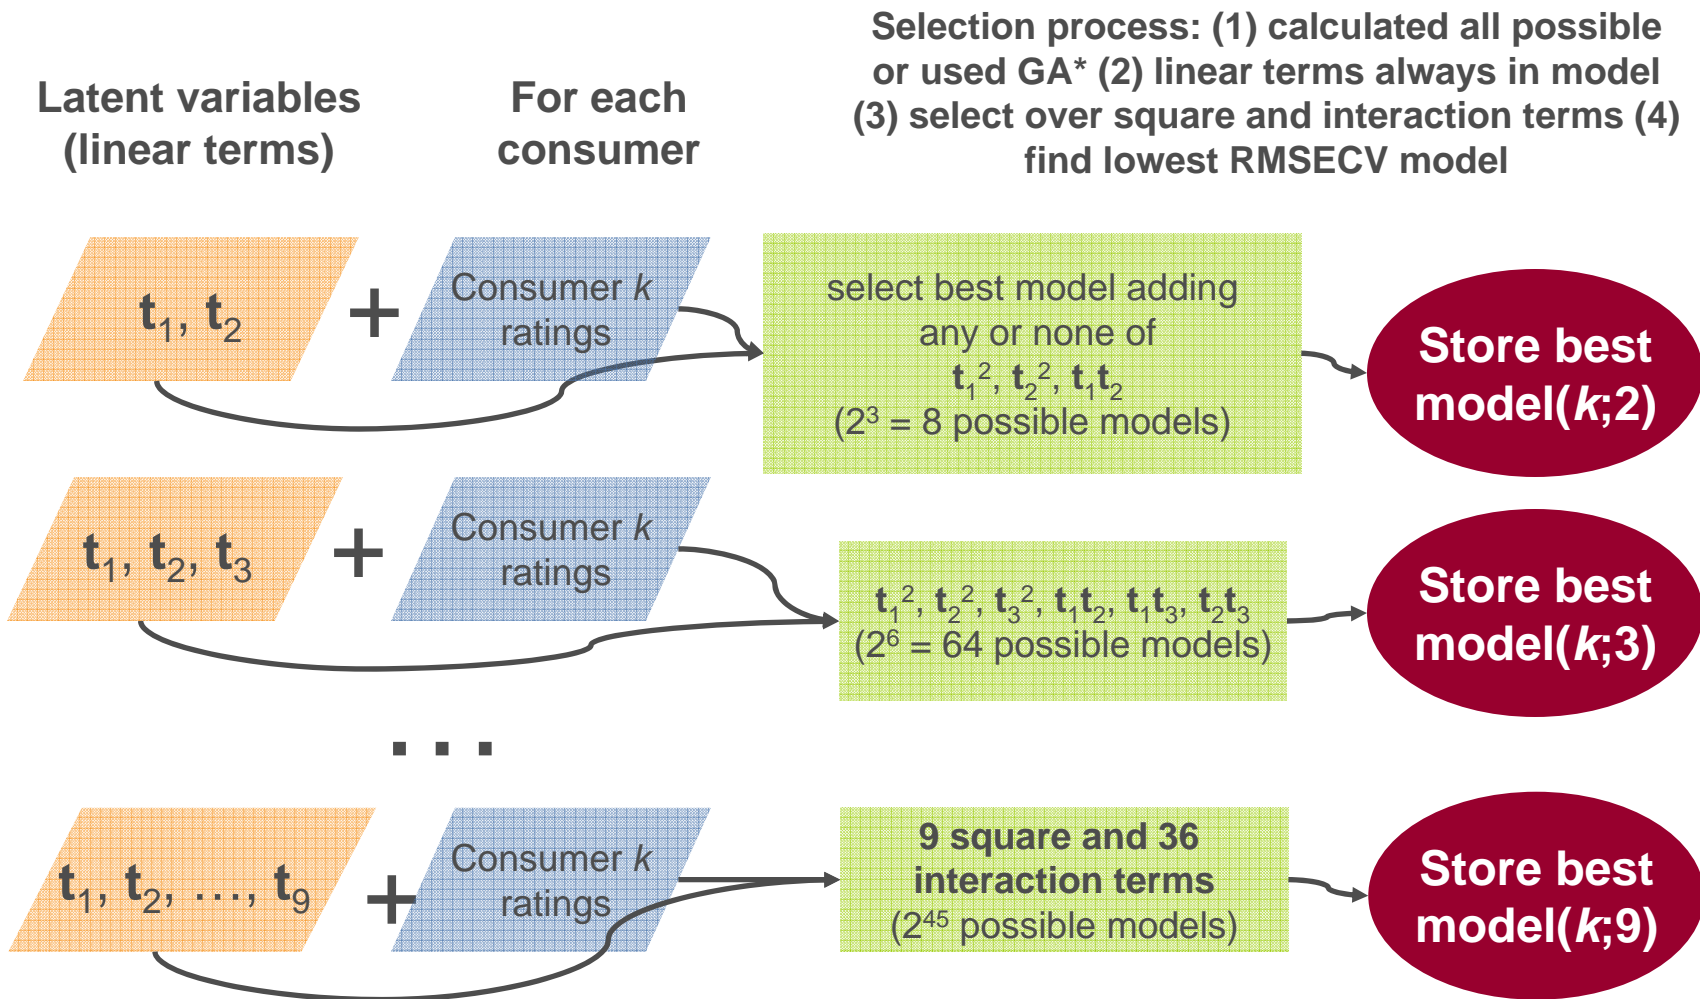 Latent variables
(linear terms)
For each
consumer
Selection process: (1) calculated all possible
or used GA* (2) linear terms always in model
(3) select over square and interaction terms (4)
find lowest RMSECV model
t₁, t₂
+
Consumer k
ratings
select best model adding
any or none of
t₁², t₂², t₁t₂
(2³ = 8 possible models)
Store best
model(k;2)
t₁, t₂, t₃
+
Consumer k
ratings
t₁², t₂², t₃², t₁t₂, t₁t₃, t₂t₃
(2⁶ = 64 possible models)
Store best
model(k;3)
. . .
t₁, t₂, …, t₉
+
Consumer k
ratings
9 square and 36
interaction terms
(2⁴⁵ possible models)
Store best
model(k;9)